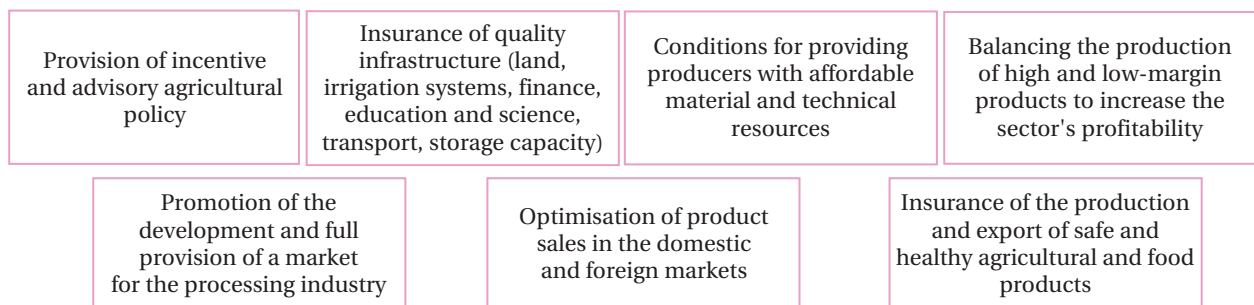 Provision of incentive
and advisory agricultural
policy
Insurance of quality
infrastructure (land,
irrigation systems, finance,
education and science,
transport, storage capacity)
Conditions for providing
producers with affordable
material and technical
resources
Balancing the production
of high and low-margin
products to increase the
sector's profitability
Promotion of the
development and full
provision of a market
for the processing industry
Optimisation of product
sales in the domestic
and foreign markets
Insurance of the production
and export of safe and
healthy agricultural and food
products